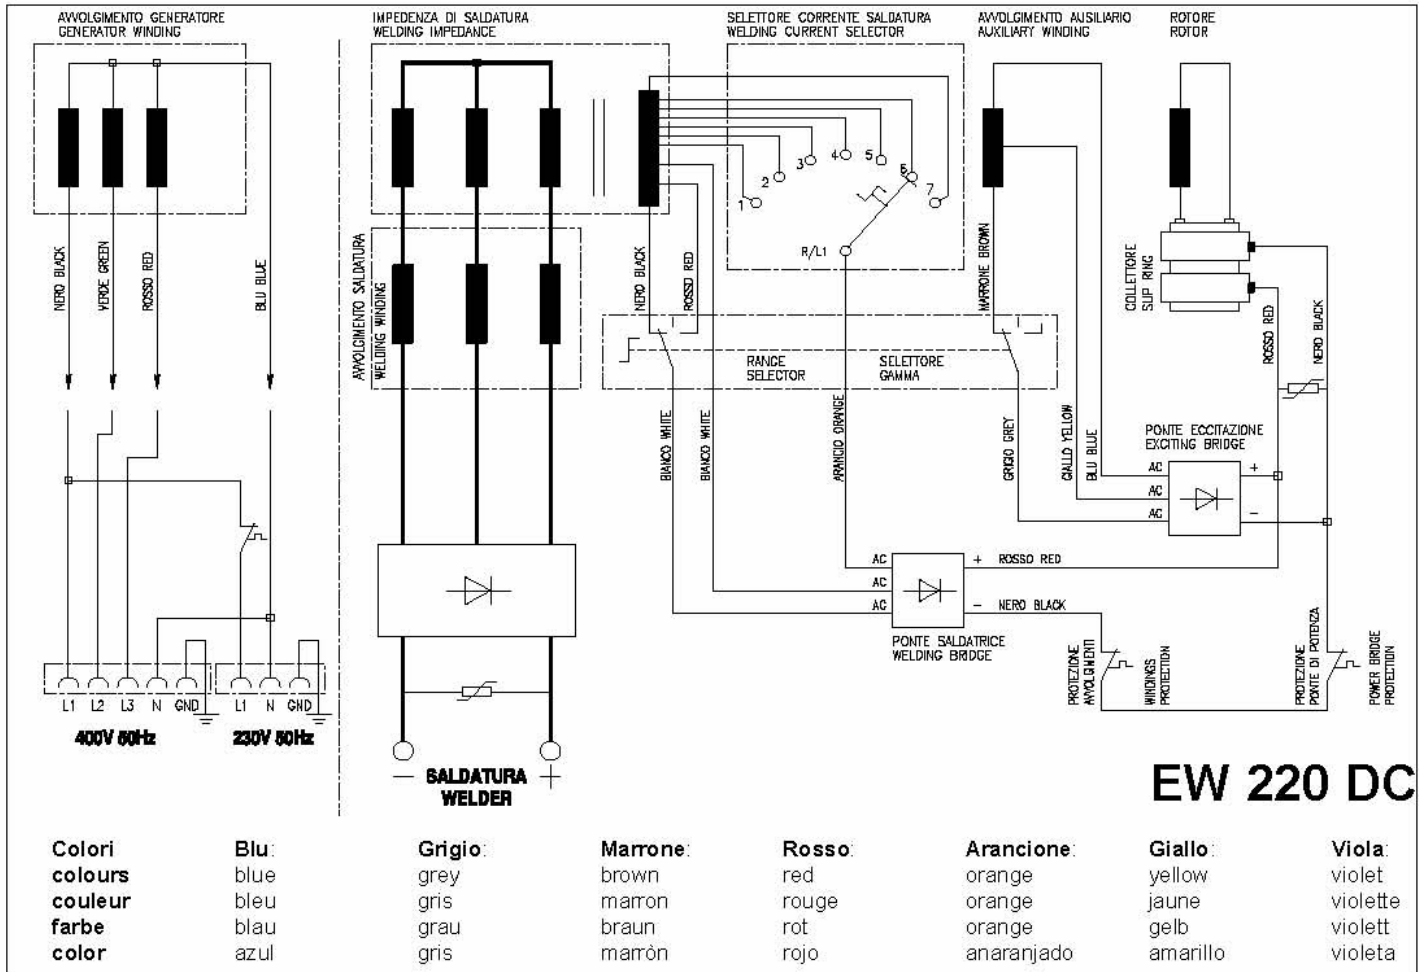 AVVOLGIMENTO GENERATORE
GENERATOR WINDING
IMPEDENZA DI SALDATURA
WELDING IMPEDANCE
SELETTORE CORRENTE SALDATURA
WELDING CURRENT SELECTOR
AVVOLGIMENTO AUSILIARIO
AUXILIARY WINDING
ROTORE
ROTOR
1
2
3
4
5
6
7
R/L1
NERO BLACK
VERDE GREEN
ROSSO RED
BLU BLUE
AVVOLGIMENTO SALDATURA
WELDING WINDING
NERO BLACK
ROSSO RED
MARRONE BROWN
COLLETTORE
SLIP RING
ROSSO RED
NERO BLACK
RANGE
SELECTOR
SELETTORE
GAMMA
BIANCO WHITE
BIANCO WHITE
ARANCIO ORANGE
GRIGIO GREY
GIALLO YELLOW
BLU BLUE
PONTE ECCITAZIONE
EXCITING BRIDGE
AC
AC
AC
+
-
AC
AC
AC
+ ROSSO RED
- NERO BLACK
PONTE SALDATRICE
WELDING BRIDGE
PROTEZIONE
AVVOLGIMENTI
WINDINGS
PROTECTION
PROTEZIONE
PONTE DI POTENZA
POWER BRIDGE
PROTECTION
L1 L2 L3 N GND
L1 N GND
400V 50Hz
230V 50Hz
- SALDATURA +
WELDER
EW 220 DC
Colori Blu: Grigio: Marrone: Rosso: Arancione: Giallo: Viola:
colours blue grey brown red orange yellow violet
couleur bleu gris marron rouge orange jaune violette
farbe blau grau braun rot orange gelb violett
color azul gris marròn rojo anaranjado amarillo violeta